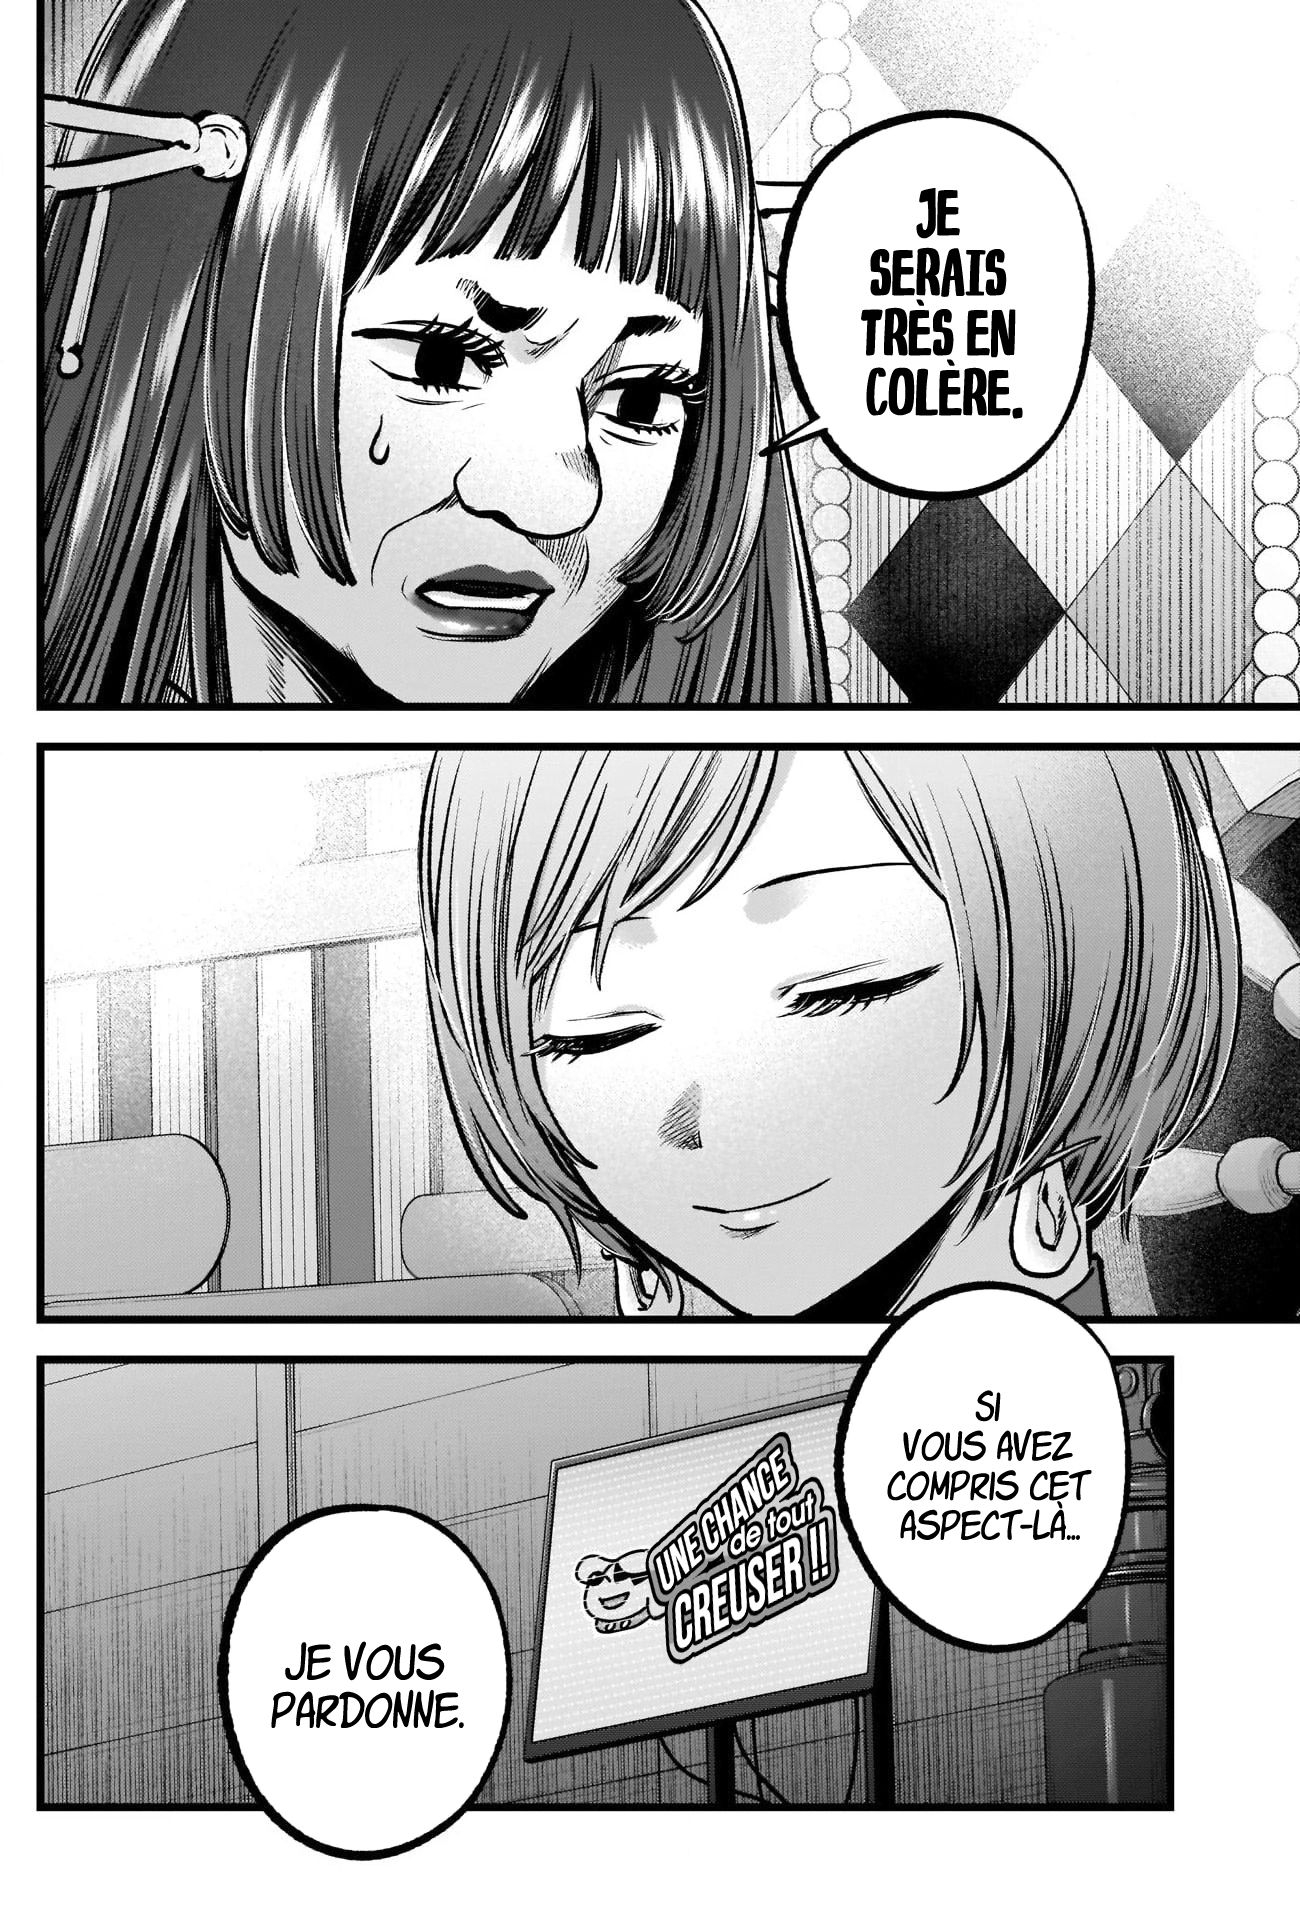 JE
SERAIS
TRÈS EN
COLÈRE.
SI
VOUS AVEZ
COMPRIS CET
ASPECT-LÀ...
UNE CHANCE
de tout
CREUSER !!
JE VOUS
PARDONNE.